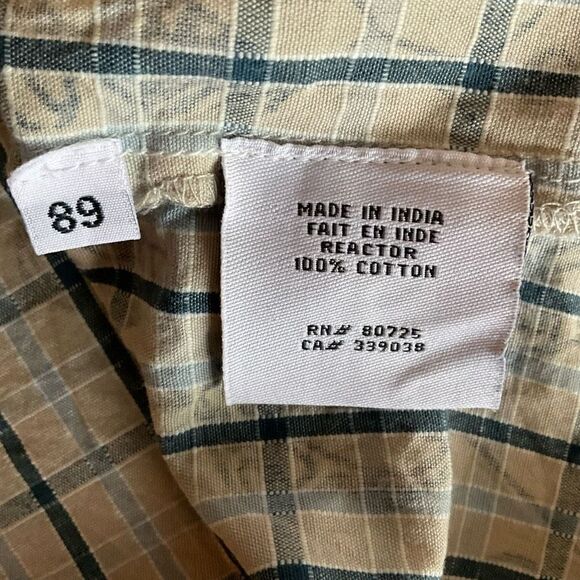 89
MADE IN INDIA
FAIT EN INDE
REACTOR
100% COTTON
RN# 80725
CA# 339038